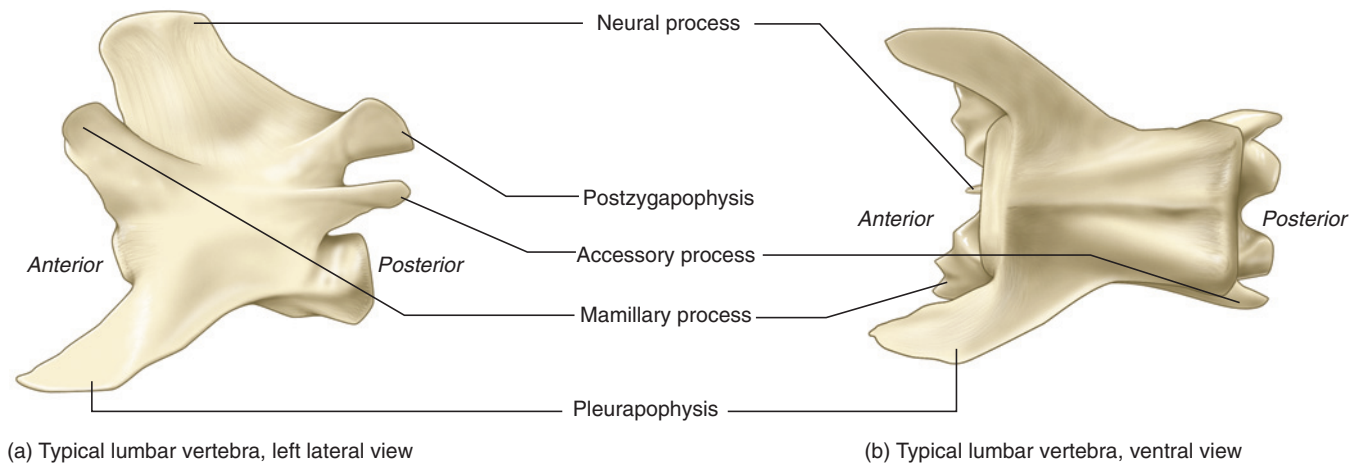 Neural process
Postzygapophysis
Anterior
Posterior
Accessory process
Mamillary process
Anterior
Posterior
Pleurapophysis
(a) Typical lumbar vertebra, left lateral view
(b) Typical lumbar vertebra, ventral view